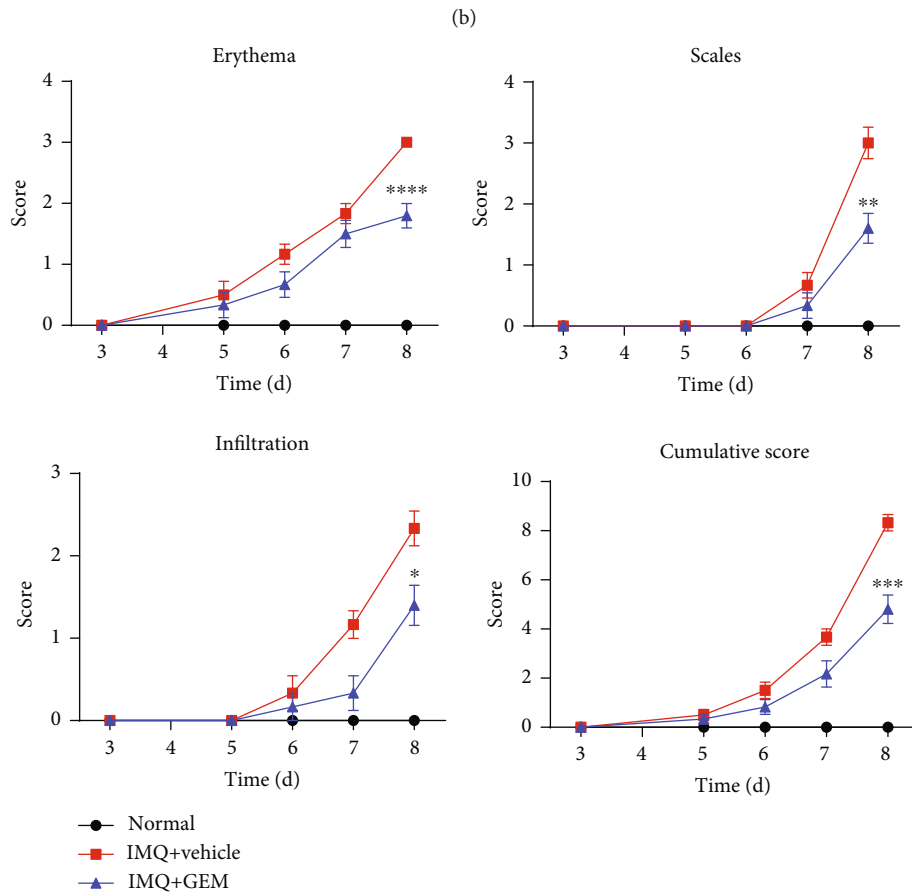 (b)
Erythema
4
3
2
1
0
Score
****
3 4 5 6 7 8
Time (d)
Scales
4
3
2
1
0
Score
**
3 4 5 6 7 8
Time (d)
Infiltration
3
2
1
0
Score
*
3 4 5 6 7 8
Time (d)
Cumulative score
10
8
6
4
2
0
Score
***
3 4 5 6 7 8
Time (d)
Normal
IMQ+vehicle
IMQ+GEM